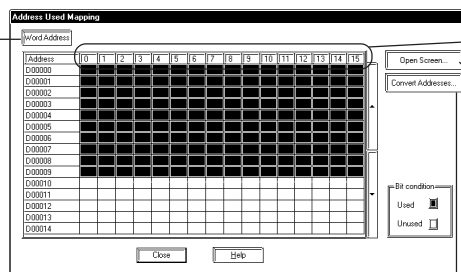 Address Used Mapping
Word Address
Address 0 1 2 3 4 5 6 7 8 9 10 11 12 13 14 15
Open Screen...
D00000
D00001
Convert Addresses...
D00002
D00003
D00004
D00005
D00006
D00007
D00008
D00009
D00010
Bit condition
D00011
Used
D00012
Unused
D00013
D00014
Close Help